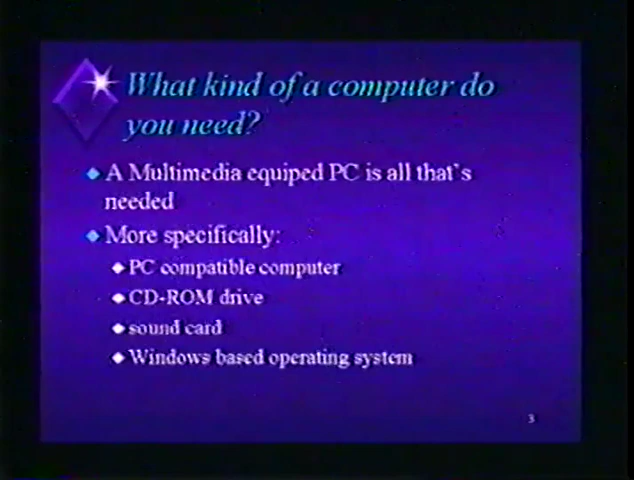 What kind of a computer do
you need?
A Multimedia equiped PC is all that's
needed
More specifically:
PC compatible computer
CD-ROM drive
sound card
Windows based operating system
3